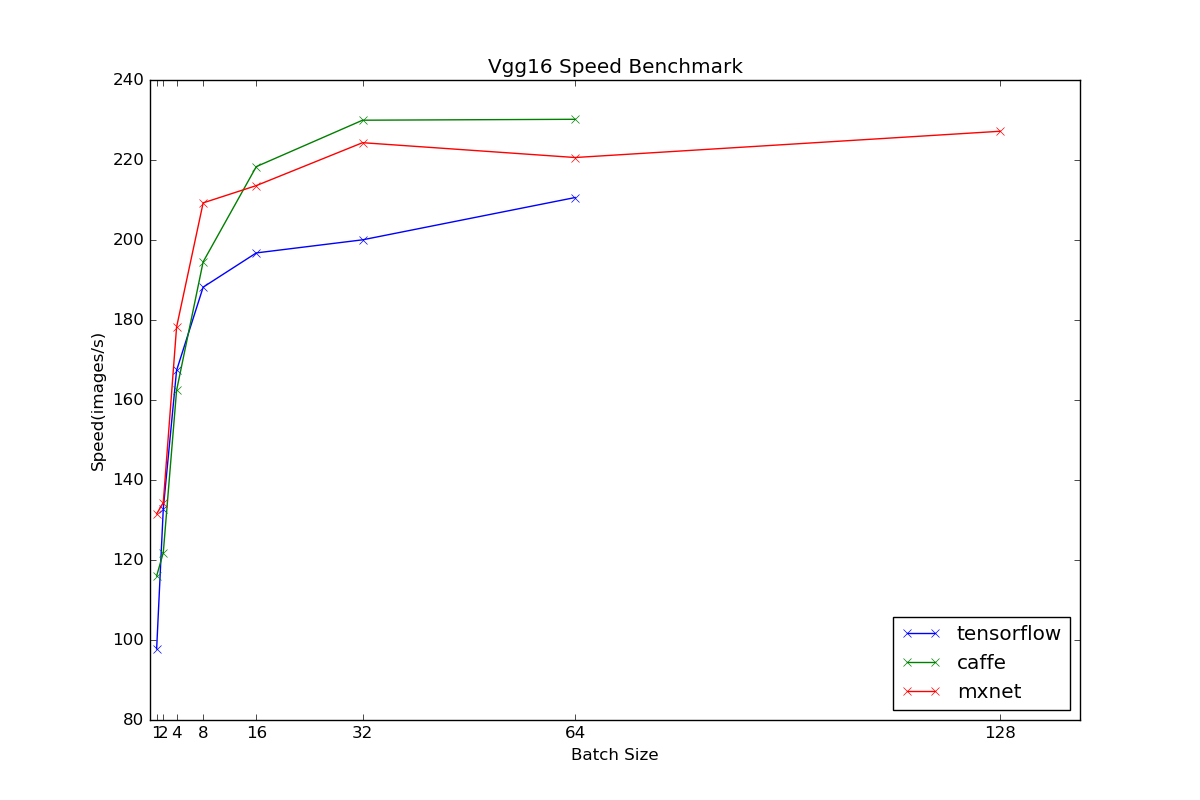 Vgg16 Speed Benchmark
240
220
200
180
160
140
120
100
80
Speed(images/s)
1 2 4 8 16 32 64 128
Batch Size
tensorflow
caffe
mxnet